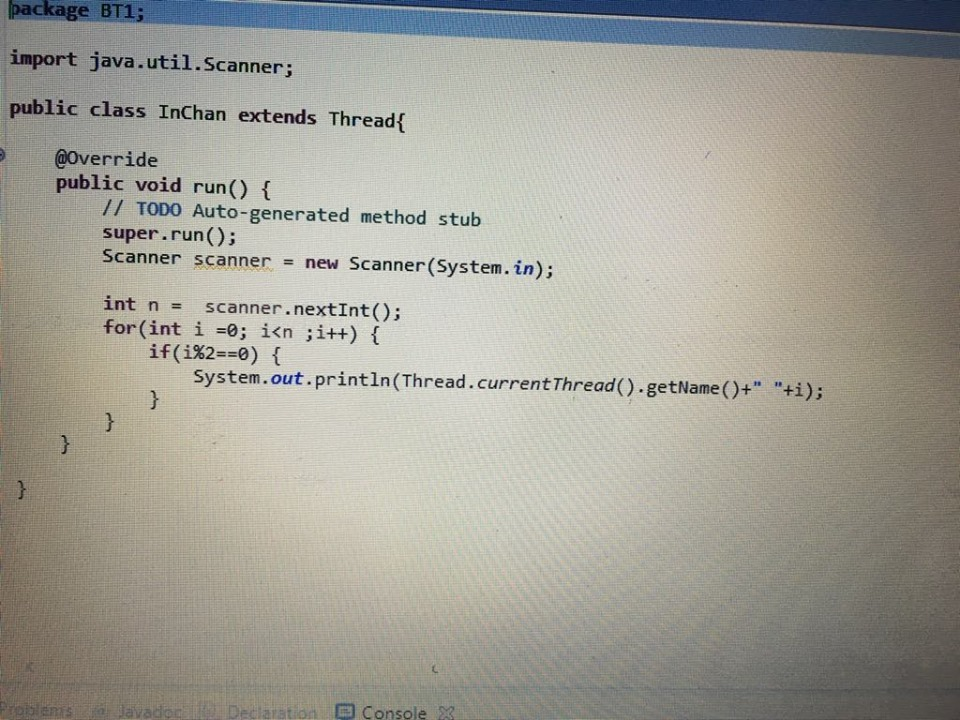 package BT1;
import java.util.Scanner;
public class InChan extends Thread{
@Override
public void run() {
// TODO Auto-generated method stub
super.run();
Scanner scanner = new Scanner(System.in);
int n =  scanner.nextInt();
for(int i =0; i<n ;i++) {
if(i%2==0) {
System.out.println(Thread.currentThread().getName()+" "+i);
}
}
}
}
Problems Javadoc Declaration Console